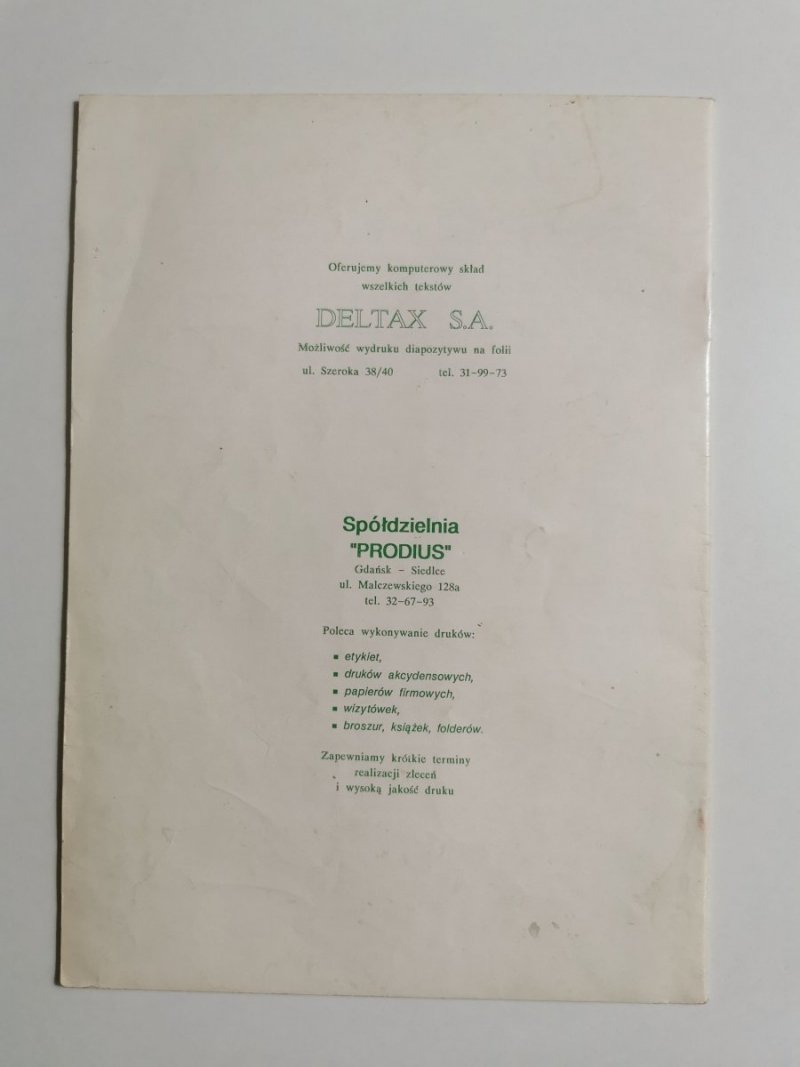 Oferujemy komputerowy skład
wszelkich tekstów
DELTAX S.A.
Możliwość wydruku diapozytywu na folii
ul. Szeroka 38/40 tel. 31-99-73
Spółdzielnia
"PRODIUS"
Gdańsk – Siedlce
ul. Malczewskiego 128a
tel. 32-67-93
Poleca wykonywanie druków:
▪ etykiet,
▪ druków akcydensowych,
▪ papierów firmowych,
▪ wizytówek,
▪ broszur, książek, folderów.
Zapewniamy krótkie terminy
realizacji zleceń
i wysoką jakość druku